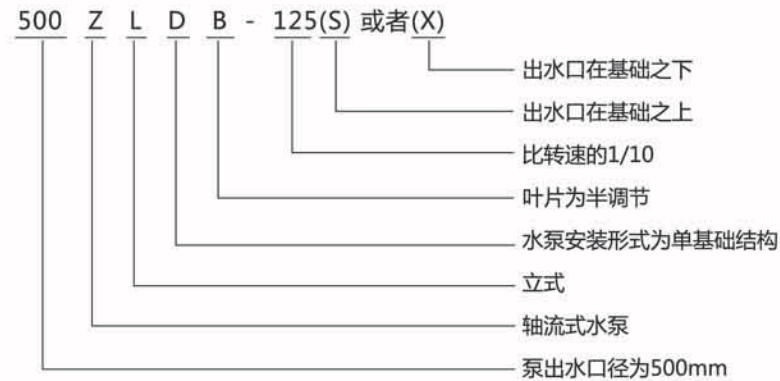 500 Z L D B - 125(S) 或者(X)
出水口在基础之下
出水口在基础之上
比转速的1/10
叶片为半调节
水泵安装形式为单基础结构
立式
轴流式水泵
泵出水口径为500mm